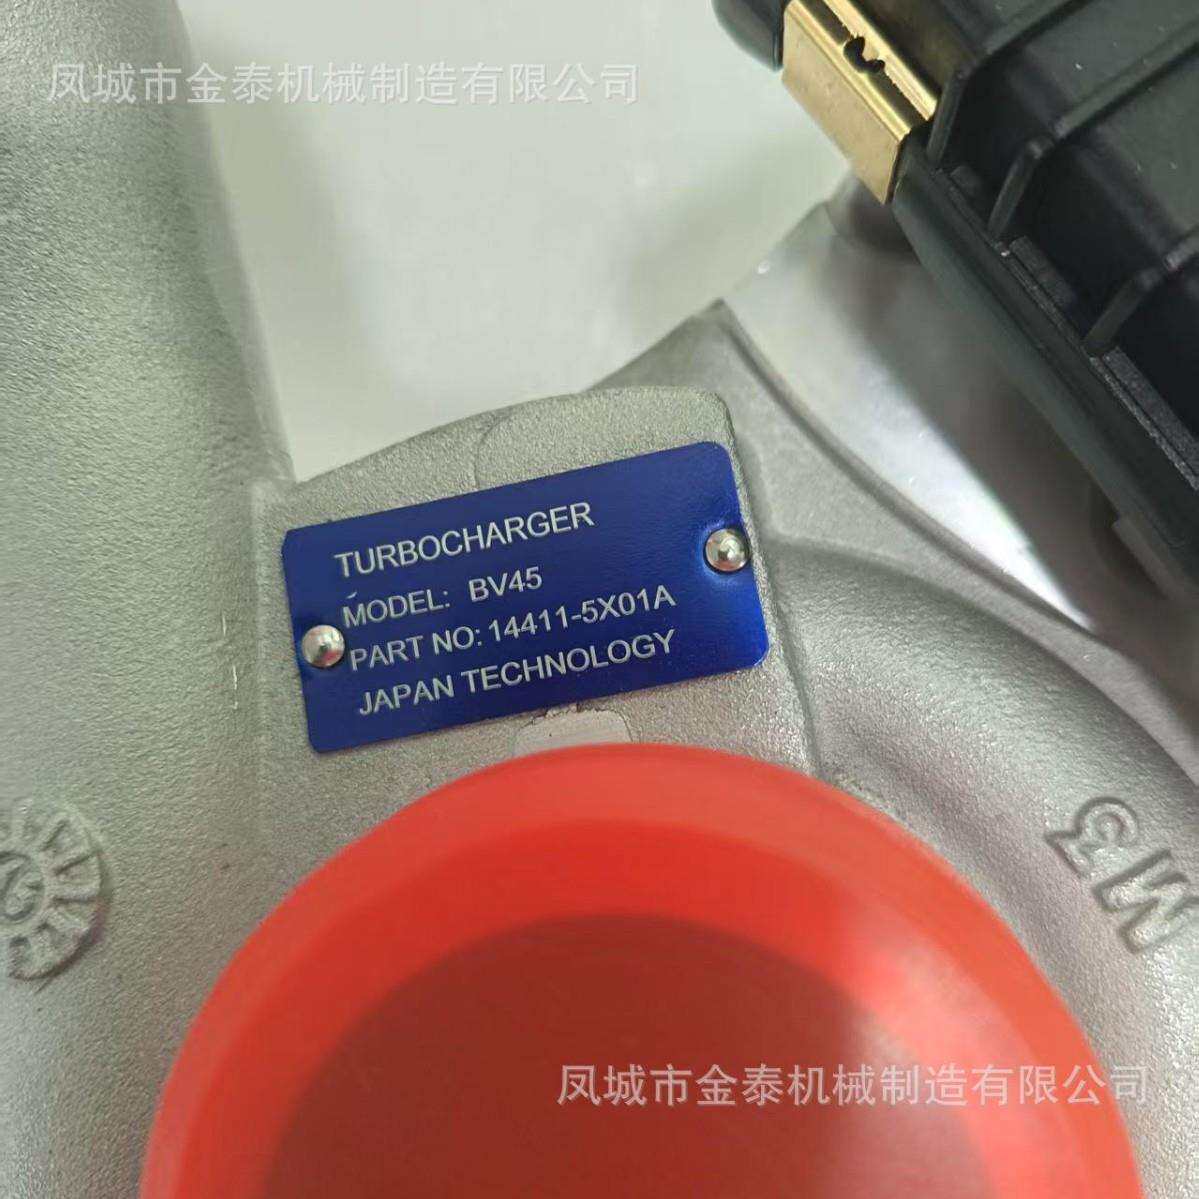 凤城市金泰机械制造有限公司
TURBOCHARGER
MODEL: BV45
PART NO: 14411-5X01A
JAPAN TECHNOLOGY
M3
凤城市金泰机械制造有限公司